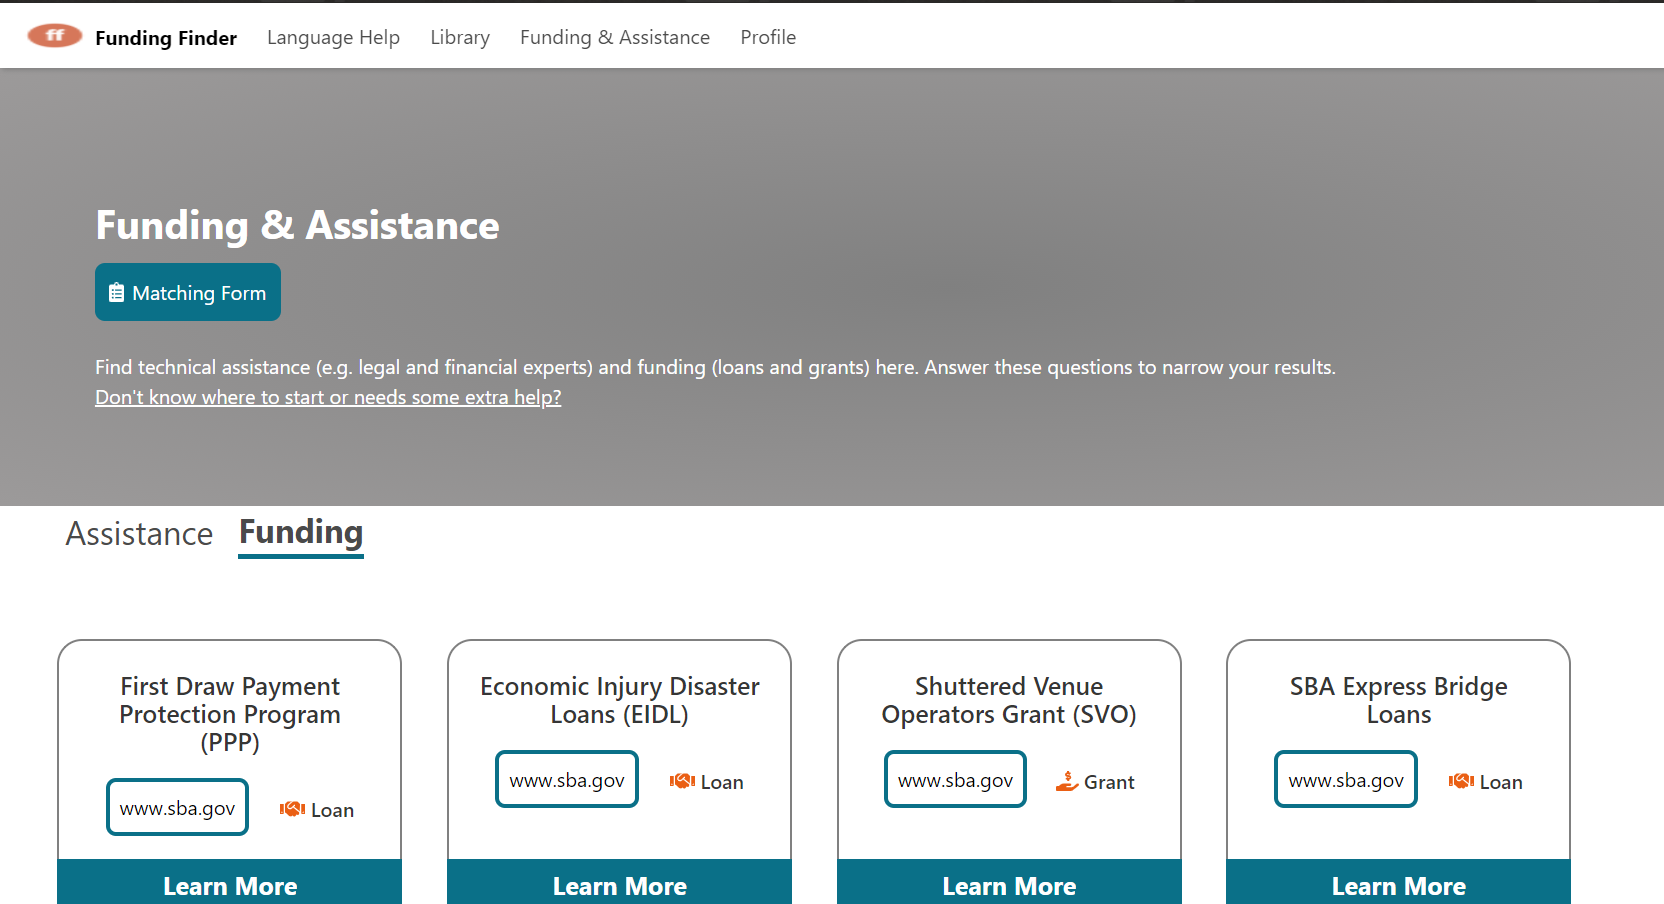 ff Funding Finder Language Help Library Funding & Assistance Profile
Funding & Assistance
Matching Form
Find technical assistance (e.g. legal and financial experts) and funding (loans and grants) here. Answer these questions to narrow your results.
Don't know where to start or needs some extra help?
Assistance Funding
First Draw Payment
Protection Program
(PPP)
www.sba.gov Loan
Learn More
Economic Injury Disaster
Loans (EIDL)
www.sba.gov Loan
Learn More
Shuttered Venue
Operators Grant (SVO)
www.sba.gov Grant
Learn More
SBA Express Bridge
Loans
www.sba.gov Loan
Learn More